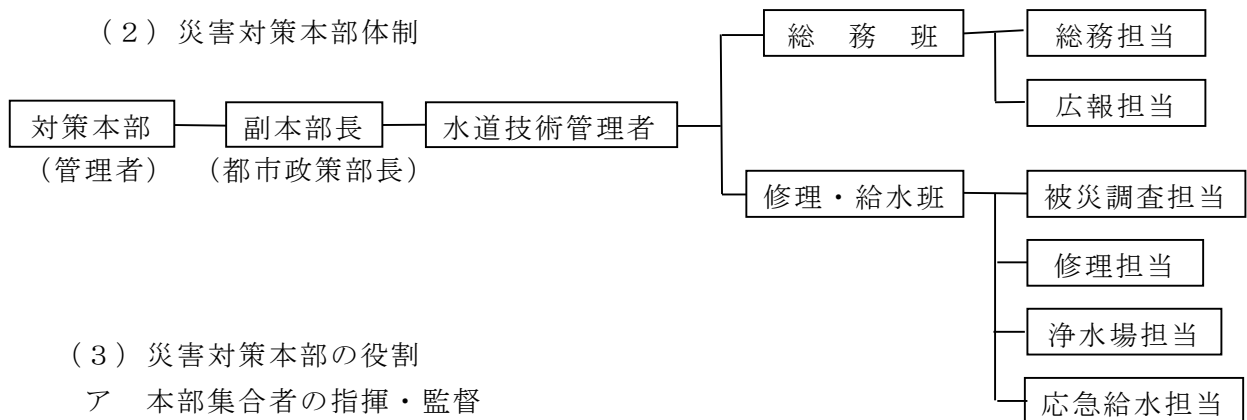 (2)災害対策本部体制
総 務 班
総務担当
広報担当
対策本部
副本部長
水道技術管理者
(管理者)
(都市政策部長)
修理・給水班
被災調査担当
修理担当
浄水場担当
応急給水担当
(3)災害対策本部の役割
ア 本部集合者の指揮・監督